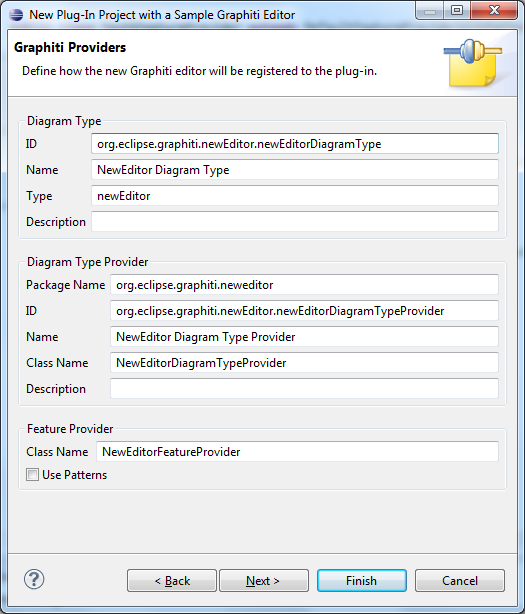 New Plug-In Project with a Sample Graphiti Editor
Graphiti Providers
Define how the new Graphiti editor will be registered to the plug-in.
Diagram Type
ID org.eclipse.graphiti.newEditor.newEditorDiagramType
Name NewEditor Diagram Type
Type newEditor
Description
Diagram Type Provider
Package Name org.eclipse.graphiti.neweditor
ID org.eclipse.graphiti.newEditor.newEditorDiagramTypeProvider
Name NewEditor Diagram Type Provider
Class Name NewEditorDiagramTypeProvider
Description
Feature Provider
Class Name NewEditorFeatureProvider
Use Patterns
? < Back Next > Finish Cancel